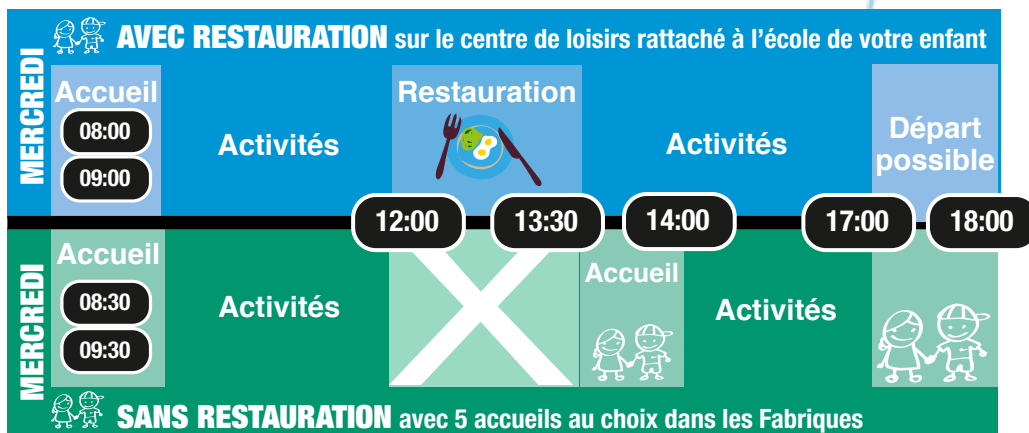 MERCREDI
AVEC RESTAURATION sur le centre de loisirs rattaché à l'école de votre enfant
Accueil
08:00
09:00
Activités
Restauration
Activités
Départ
possible
12:00
13:30
14:00
17:00
18:00
MERCREDI
Accueil
08:30
09:30
Activités
Accueil
Activités
SANS RESTAURATION avec 5 accueils au choix dans les Fabriques